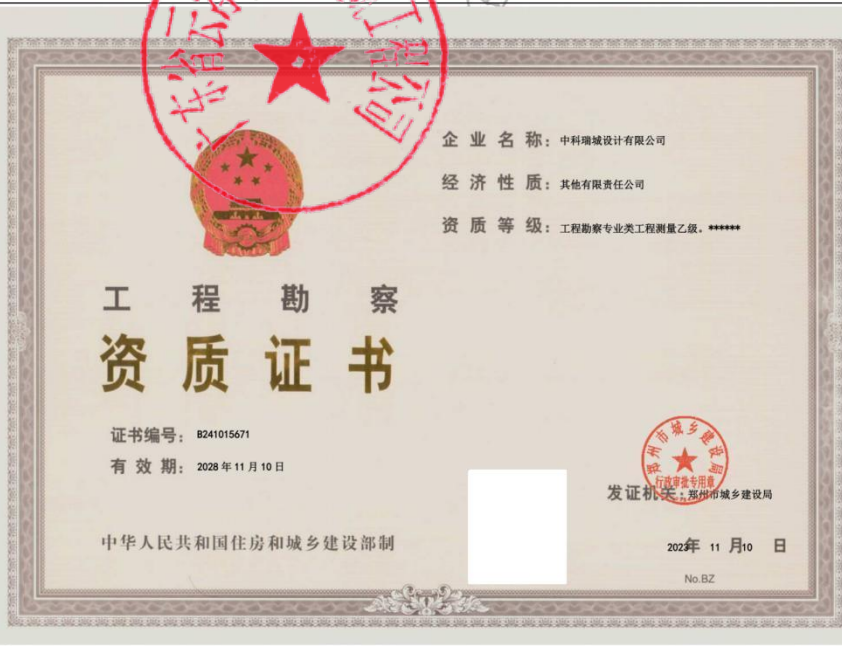 企业名称：中科瑞城设计有限公司
经济性质：其他有限责任公司
资质等级：工程勘察专业类工程测量乙级。******
工程勘察
资质证书
证书编号：B241015671
有效期：2028年11月10日
郑州市城乡建设局
行政审批专用章
发证机关：郑州市城乡建设局
中华人民共和国住房和城乡建设部制
2023年 11 月10 日
No.BZ